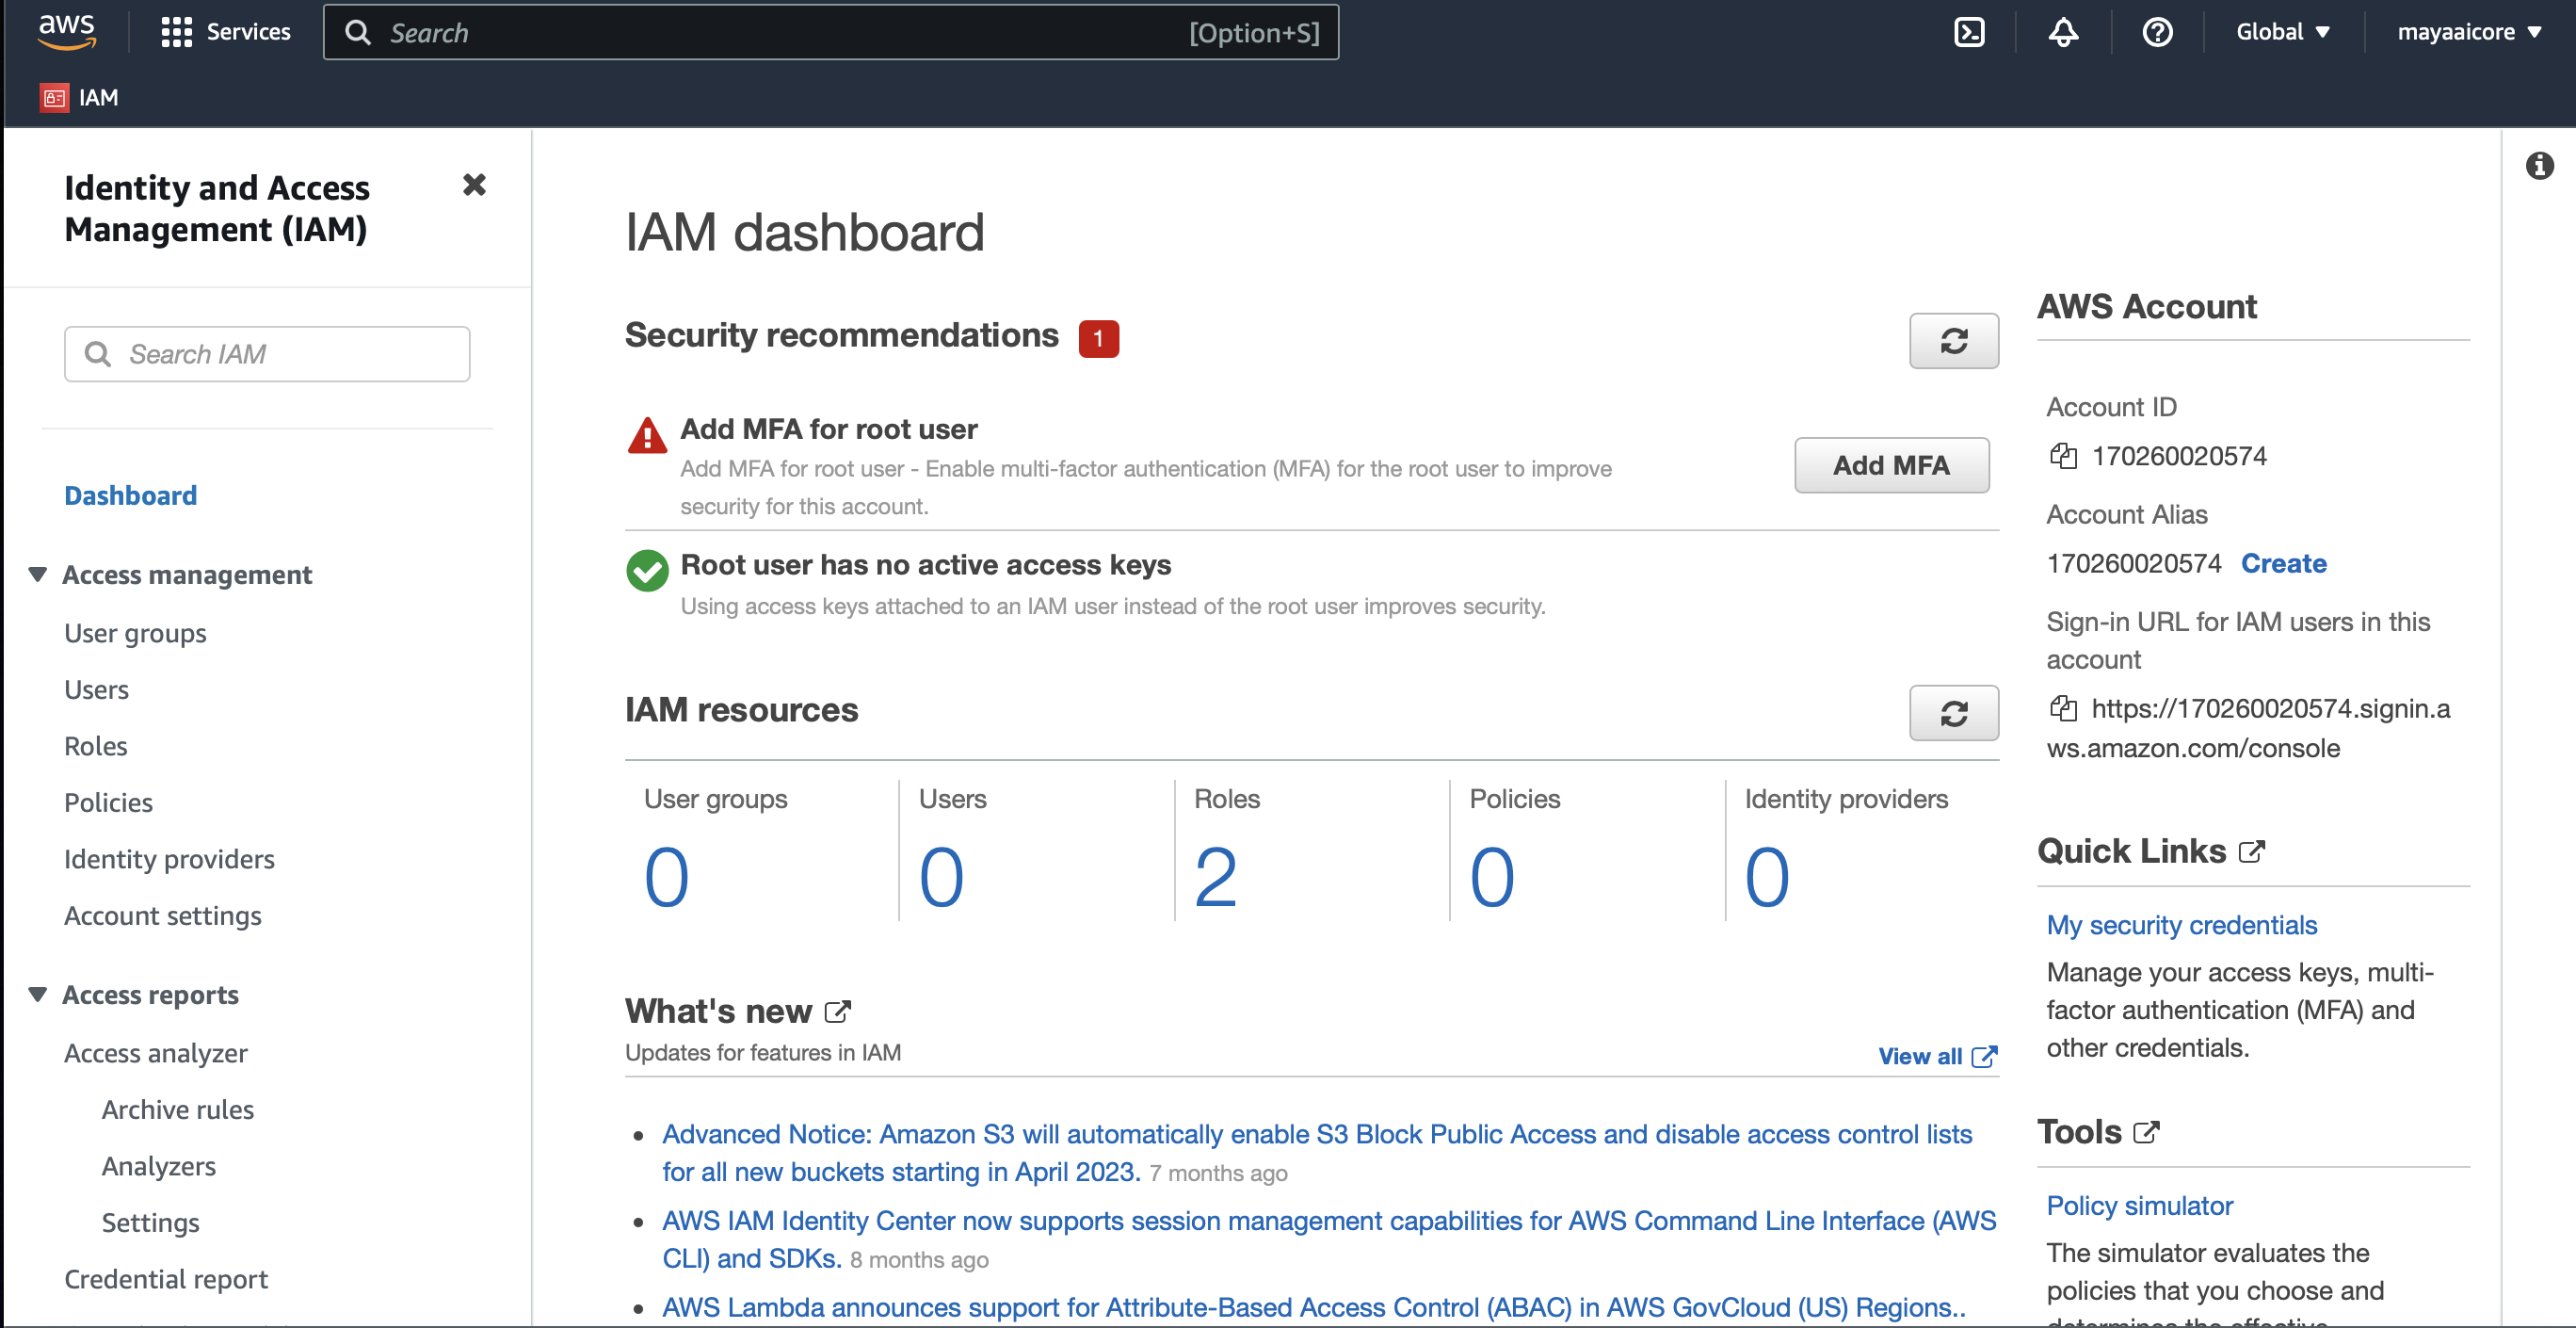 aws
Services
Search
[Option+S]
Global
mayaaicore
IAM
Identity and Access
Management (IAM)
Search IAM
Dashboard
Access management
User groups
Users
Roles
Policies
Identity providers
Account settings
Access reports
Access analyzer
Archive rules
Analyzers
Settings
Credential report
IAM dashboard
Security recommendations 1
Add MFA for root user
Add MFA for root user - Enable multi-factor authentication (MFA) for the root user to improve
security for this account.
Add MFA
Root user has no active access keys
Using access keys attached to an IAM user instead of the root user improves security.
IAM resources
User groups
0
Users
0
Roles
2
Policies
0
Identity providers
0
What's new
Updates for features in IAM
View all
Advanced Notice: Amazon S3 will automatically enable S3 Block Public Access and disable access control lists
for all new buckets starting in April 2023. 7 months ago
AWS IAM Identity Center now supports session management capabilities for AWS Command Line Interface (AWS
CLI) and SDKs. 8 months ago
AWS Lambda announces support for Attribute-Based Access Control (ABAC) in AWS GovCloud (US) Regions..
AWS Account
Account ID
170260020574
Account Alias
170260020574 Create
Sign-in URL for IAM users in this
account
https://170260020574.signin.a
ws.amazon.com/console
Quick Links
My security credentials
Manage your access keys, multi-
factor authentication (MFA) and
other credentials.
Tools
Policy simulator
The simulator evaluates the
policies that you choose and
determines the effective